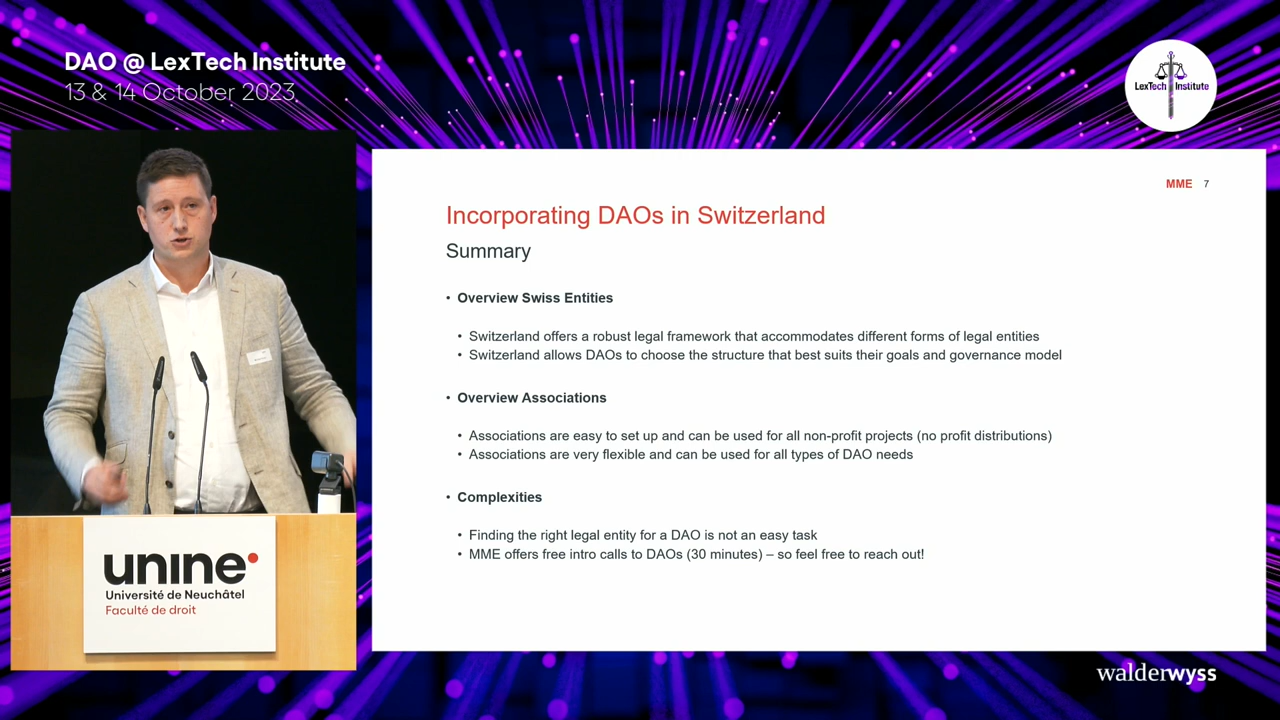 DAO @ LexTech Institute
13 & 14 October 2023
LexTech Institute
MME 7
Incorporating DAOs in Switzerland
Summary
• Overview Swiss Entities
• Switzerland offers a robust legal framework that accommodates different forms of legal entities
• Switzerland allows DAOs to choose the structure that best suits their goals and governance model
• Overview Associations
• Associations are easy to set up and can be used for all non-profit projects (no profit distributions)
• Associations are very flexible and can be used for all types of DAO needs
• Complexities
• Finding the right legal entity for a DAO is not an easy task
• MME offers free intro calls to DAOs (30 minutes) – so feel free to reach out!
unine
Université de Neuchâtel
Faculté de droit
walderwyss